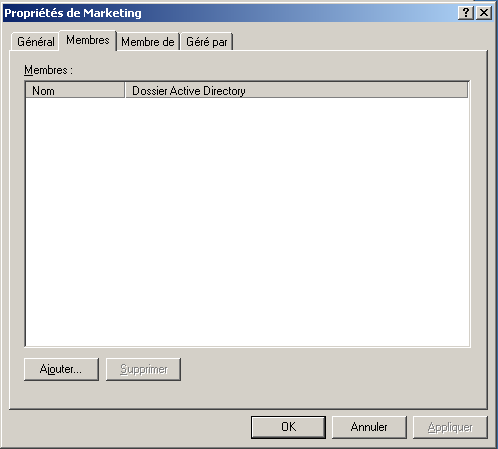 Propriétés de Marketing
Général Membres Membre de Géré par
Membres :
Nom Dossier Active Directory
Ajouter... Supprimer
OK Annuler Appliquer